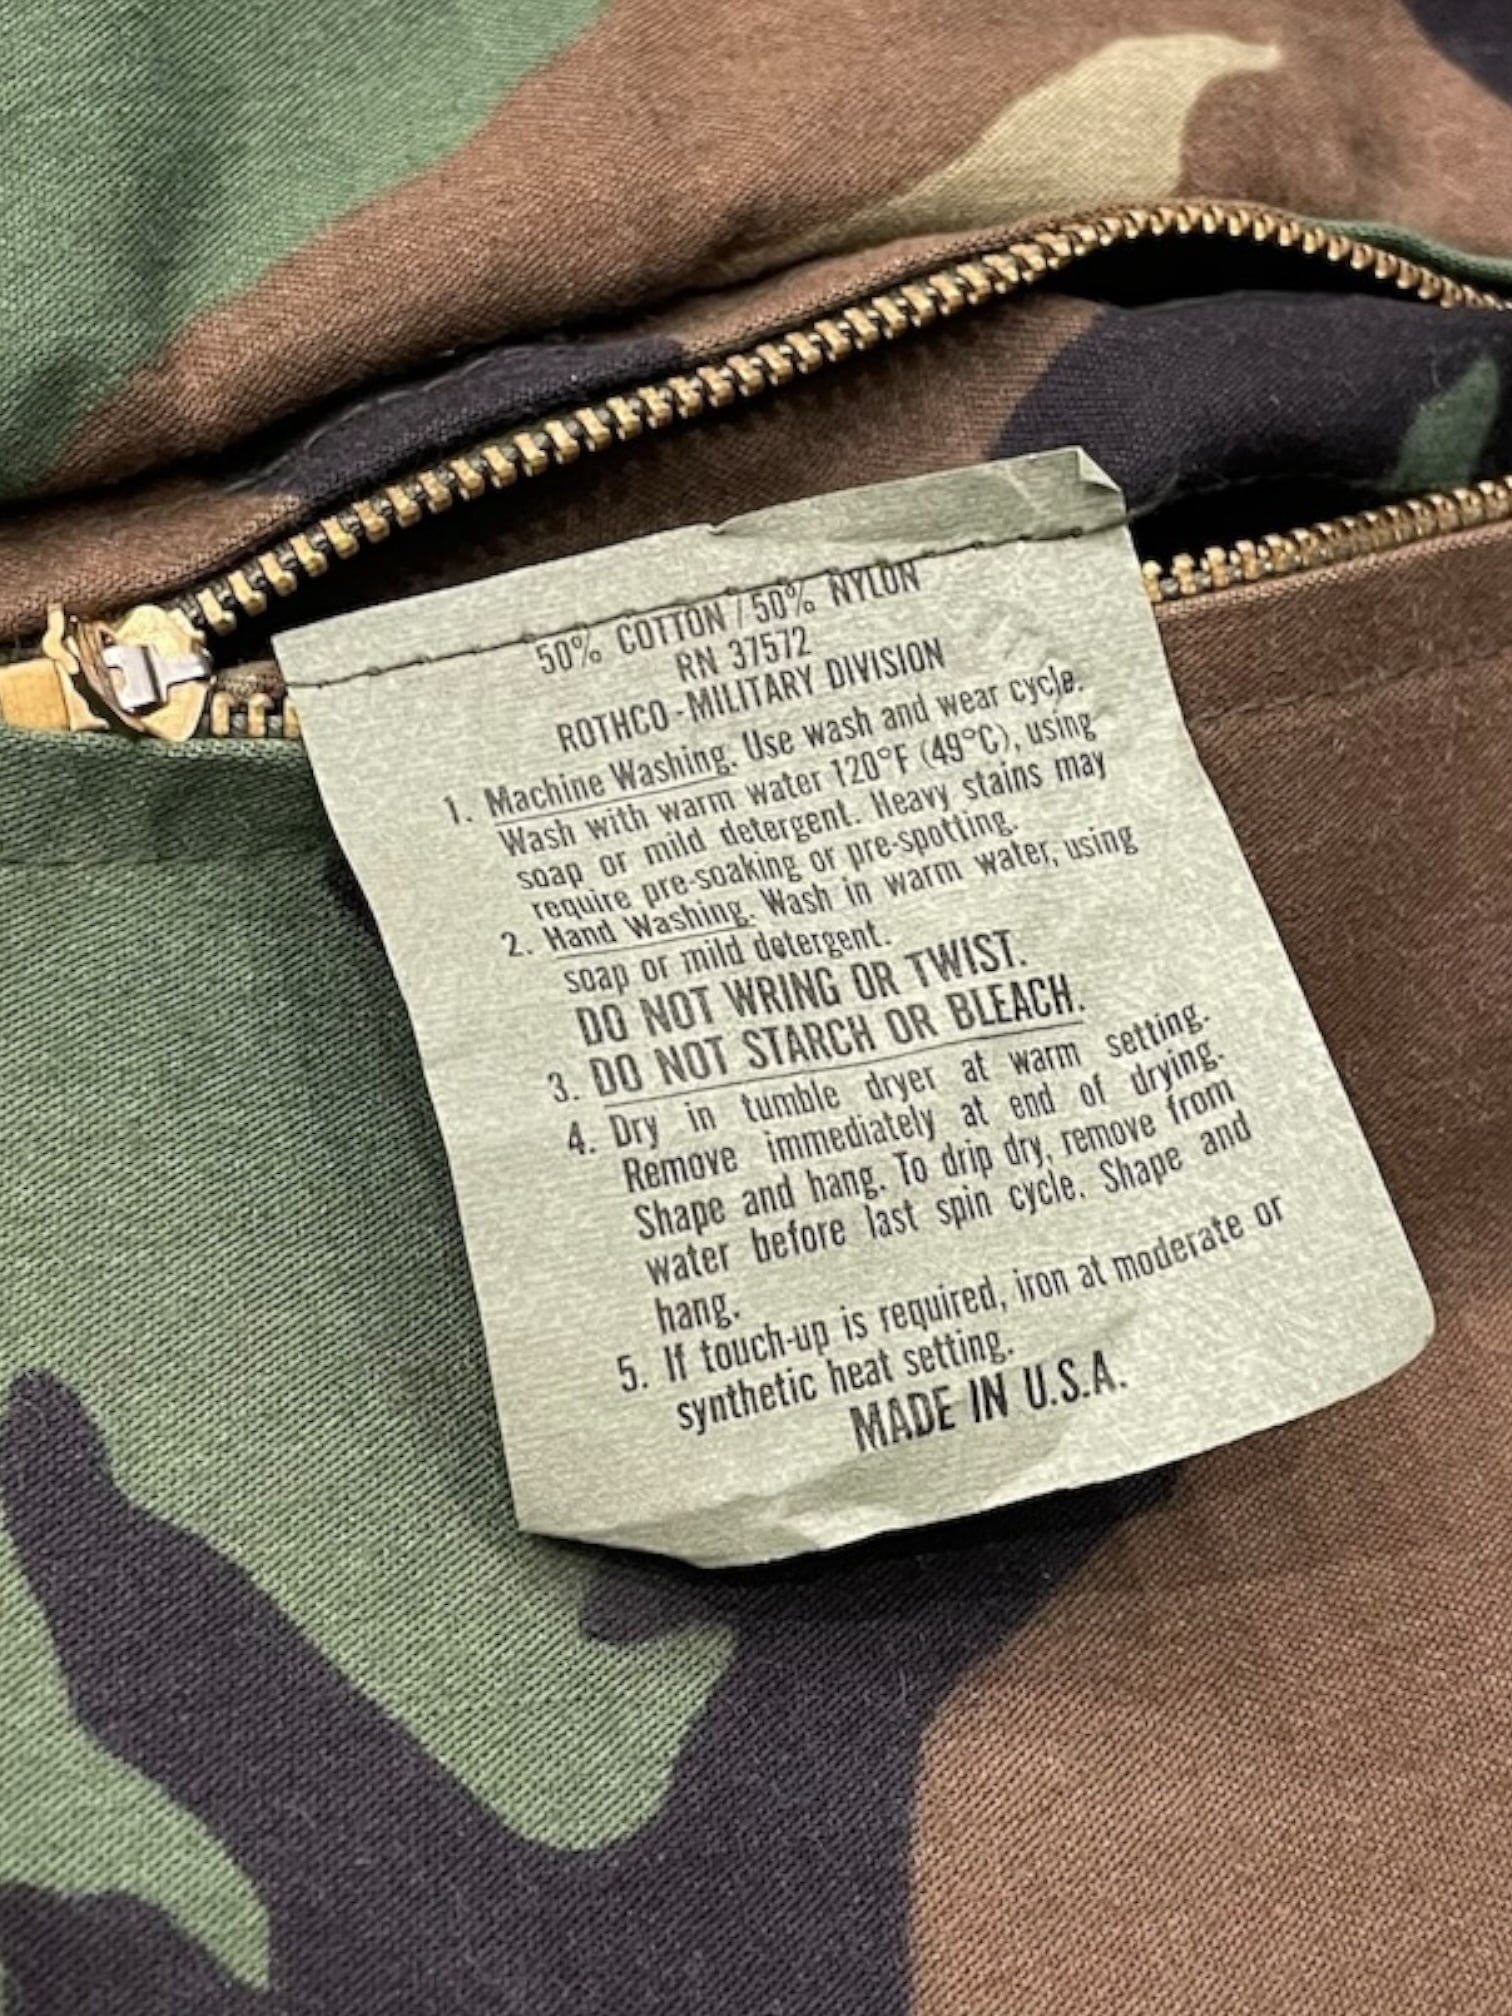 50% COTTON / 50% NYLON
RN 37572
ROTHCO - MILITARY DIVISION
1. Machine Washing. Use wash and wear cycle.
Wash with warm water 120°F (49°C), using
soap or mild detergent. Heavy stains may
require pre-soaking or pre-spotting.
2. Hand Washing. Wash in warm water, using
soap or mild detergent.
DO NOT WRING OR TWIST.
3. DO NOT STARCH OR BLEACH.
4. Dry in tumble dryer at warm setting.
Remove immediately at end of drying.
Shape and hang. To drip dry, remove from
water before last spin cycle. Shape and
hang.
5. If touch-up is required, iron at moderate or
synthetic heat setting.
MADE IN U.S.A.